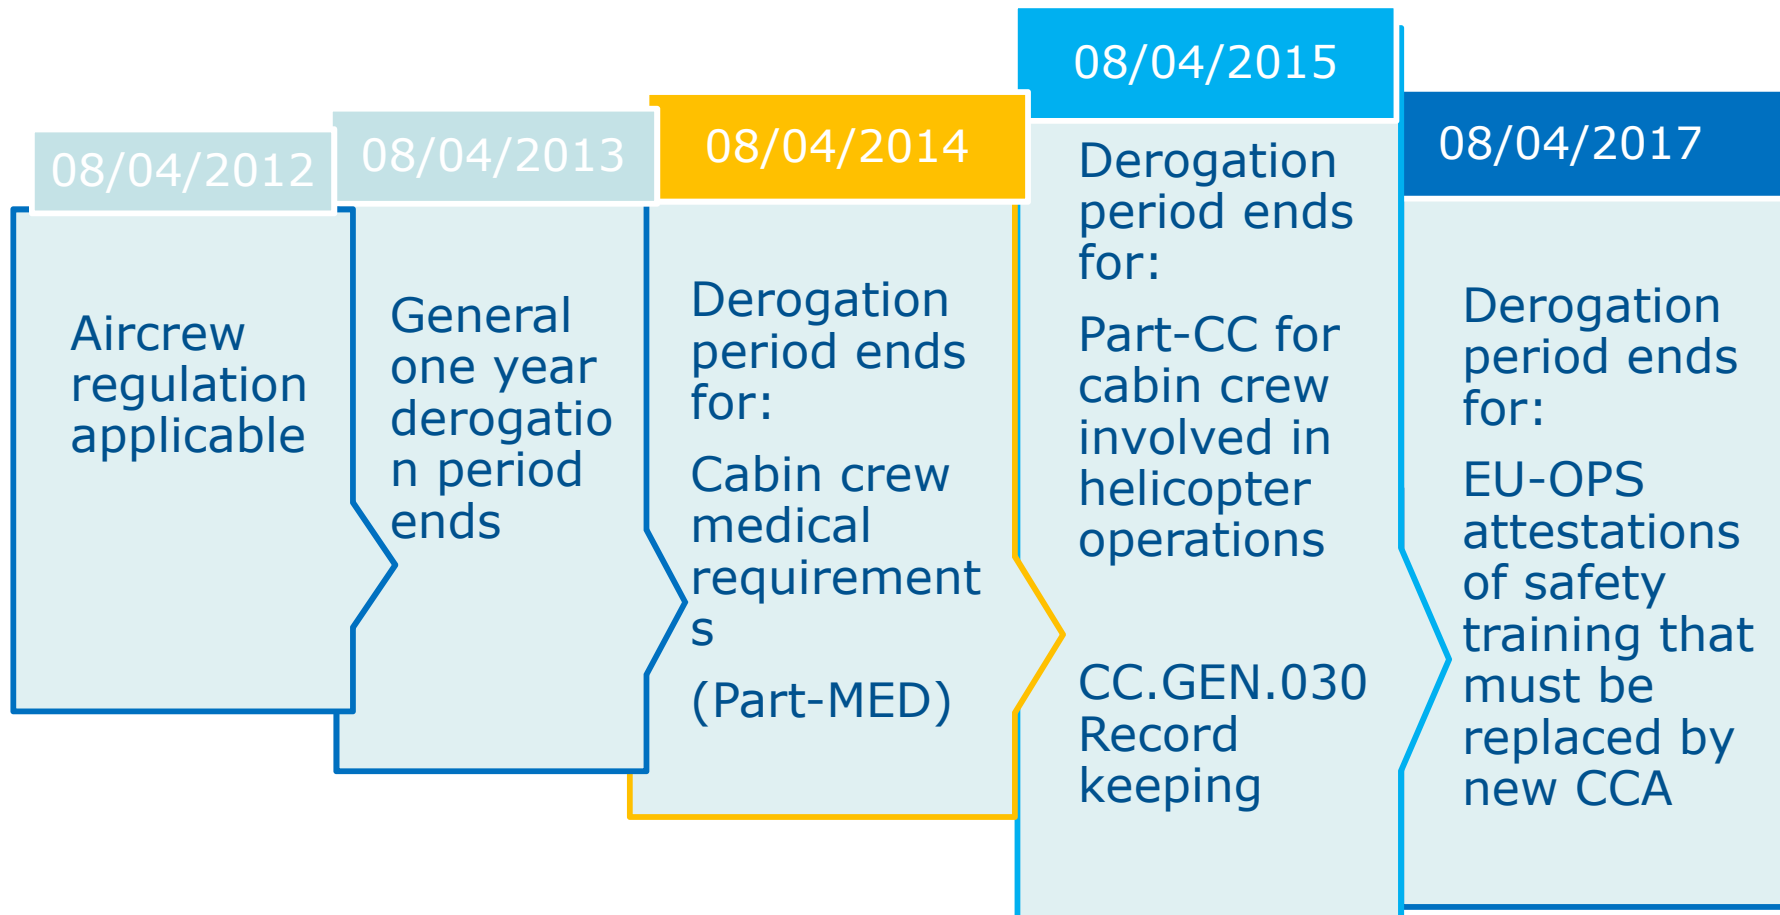 08/04/2012
Aircrew
regulation
applicable
08/04/2013
General
one year
derogatio
n period
ends
08/04/2014
Derogation
period ends
for:
Cabin crew
medical
requirement
s
(Part-MED)
08/04/2015
Derogation
period ends
for:
Part-CC for
cabin crew
involved in
helicopter
operations
CC.GEN.030
Record
keeping
08/04/2017
Derogation
period ends
for:
EU-OPS
attestations
of safety
training that
must be
replaced by
new CCA